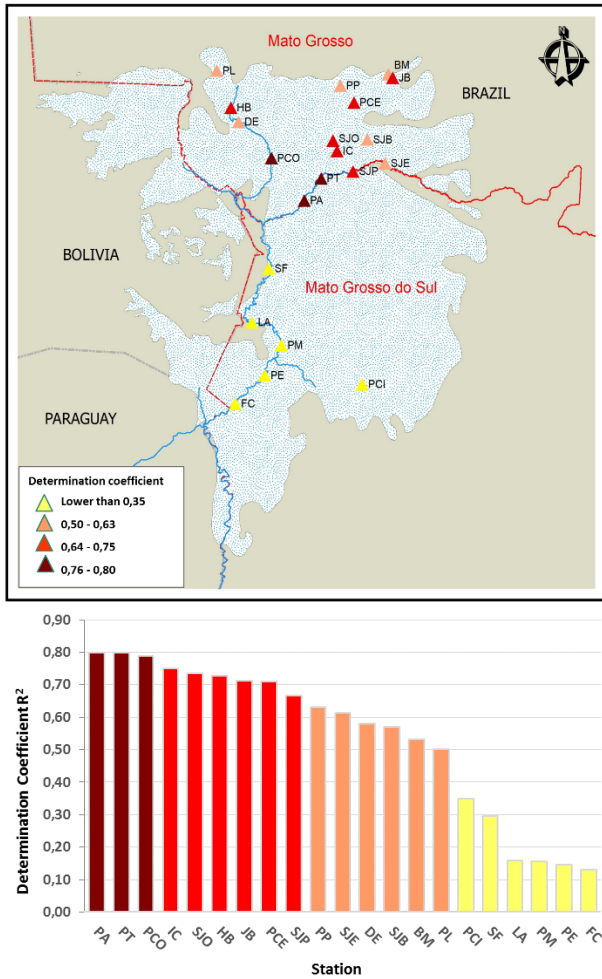 Mato Grosso
PL
BM
JB
PP
HB
PCE
BRAZIL
DE
SJO
SJB
IC
PCO
SJE
SJP
PT
PA
BOLIVIA
SF
Mato Grosso do Sul
LA
PM
PE
PCI
FC
PARAGUAY
Determination coefficient
Lower than 0,35
0,50 - 0,63
0,64 - 0,75
0,76 - 0,80
0,90
0,80
0,70
0,60
0,50
0,40
0,30
0,20
0,10
0,00
Determination Coefficient R²
PA PT PCO IC SJO HB JB PCE SJP PP SJE DE SJB BM PL PCI SF LA PM PE FC
Station